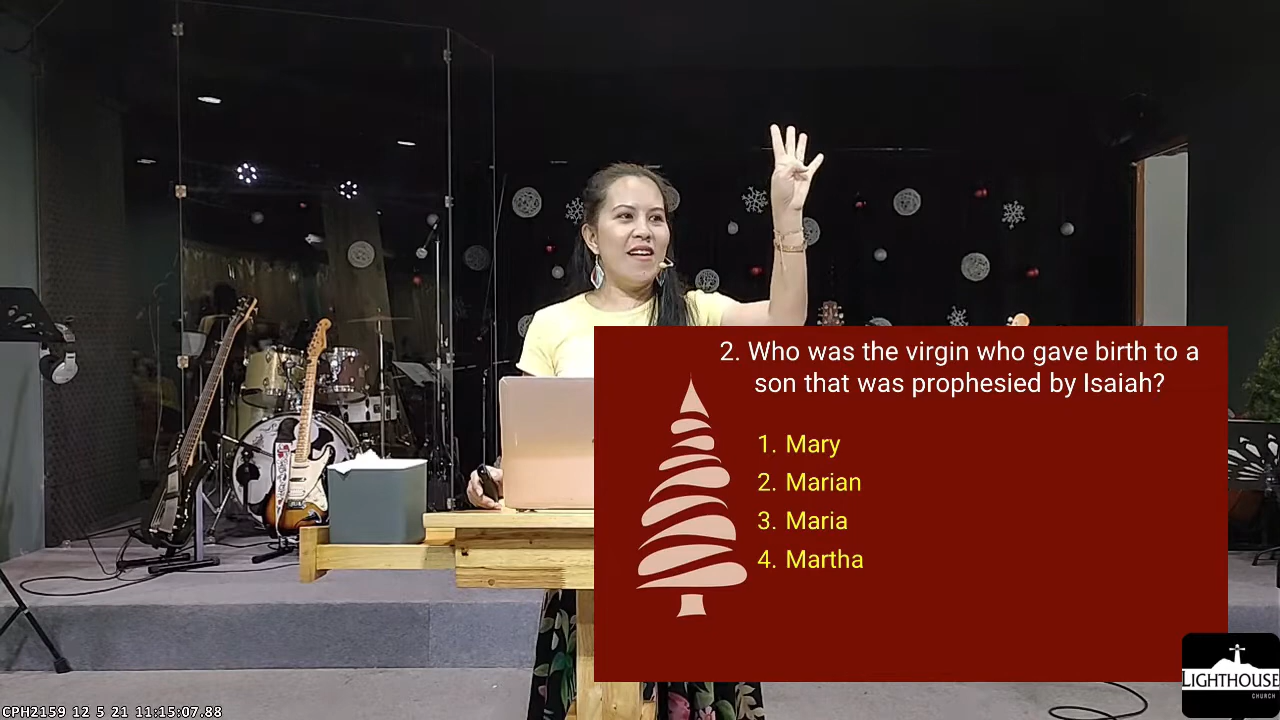 2. Who was the virgin who gave birth to a
son that was prophesied by Isaiah?
1. Mary
2. Marian
3. Maria
4. Martha
LIGHTHOUSE
CHURCH
CPH2159 12 5 21 11:15:07.88